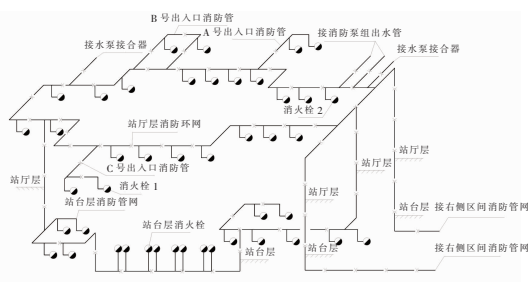 B 号出入口消防管
A 号出入口消防管
接消防泵组出水管
接水泵接合器
接水泵接合器
消火栓 2
站厅层消防环网
C 号出入口消防管
站厅层
站厅层
站厅层
站厅层
消火栓 1
站台层消防管网
站台层消火栓
站台层
接右侧区间消防管网
站台层
站台层
接右侧区间消防管网